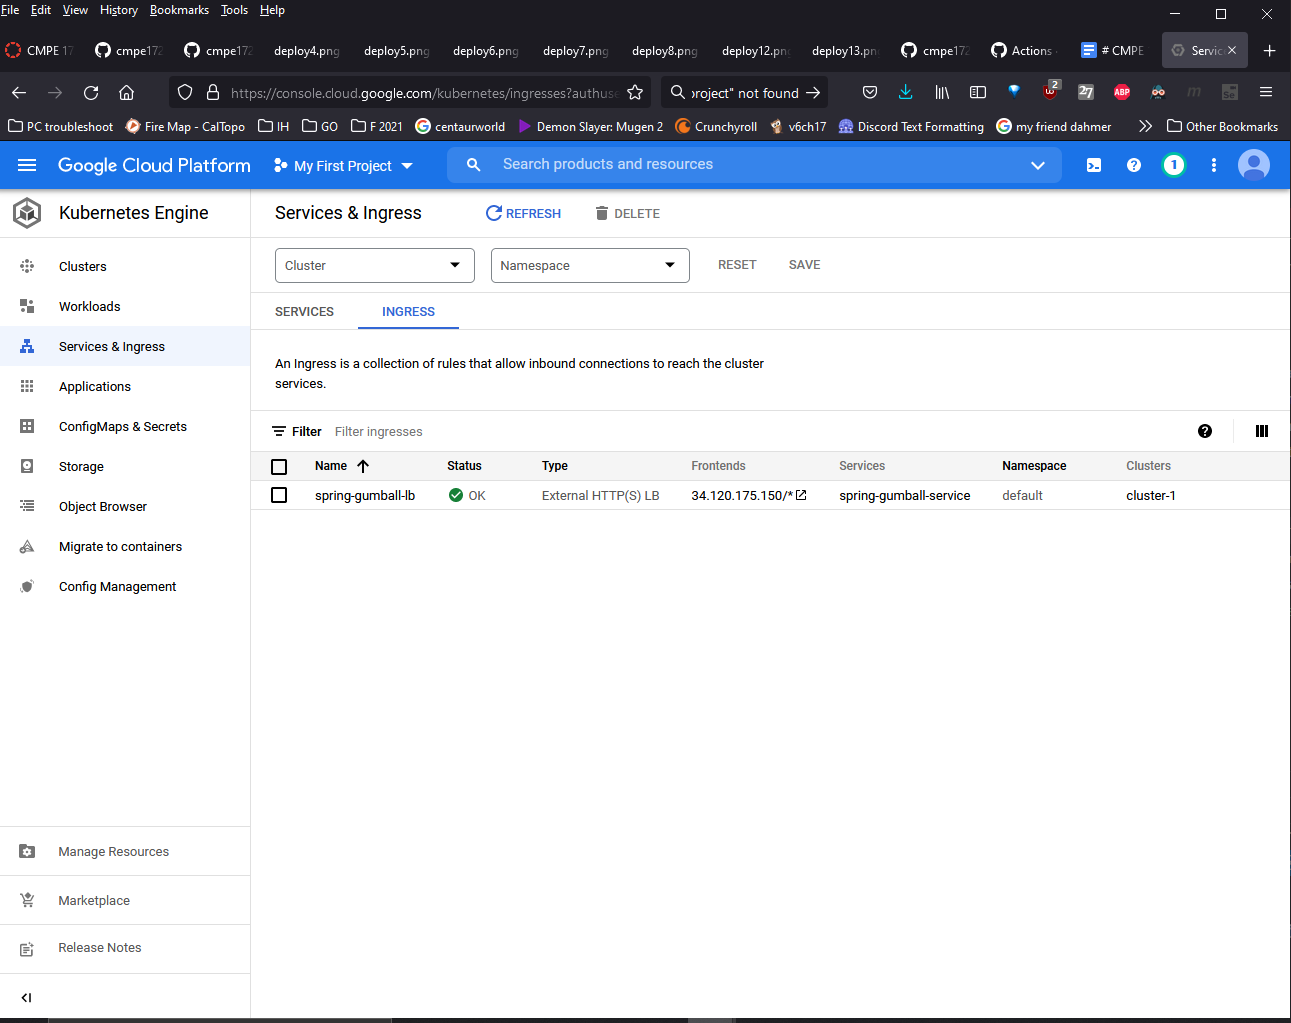 File Edit View History Bookmarks Tools Help
CMPE 17 cmpe172 cmpe172 deploy4.png deploy5.png deploy6.png deploy7.png deploy8.png deploy12.png deploy13.png cmpe172 Actions # CMPE Servic
https://console.cloud.google.com/kubernetes/ingresses?authuse project" not found 2 27 ABP
PC troubleshoot Fire Map - CalTopo IH GO F 2021 centaurworld Demon Slayer: Mugen 2 Crunchyroll v6ch17 Discord Text Formatting my friend dahmer Other Bookmarks
Google Cloud Platform My First Project Search products and resources 1
Kubernetes Engine
Services & Ingress REFRESH DELETE
Clusters
Workloads
Services & Ingress
Applications
ConfigMaps & Secrets
Storage
Object Browser
Migrate to containers
Config Management
Manage Resources
Marketplace
Release Notes
Cluster Namespace RESET SAVE
SERVICES INGRESS
An Ingress is a collection of rules that allow inbound connections to reach the cluster
services.
Filter Filter ingresses
Name Status Type Frontends Services Namespace Clusters
spring-gumball-lb OK External HTTP(S) LB 34.120.175.150/* spring-gumball-service default cluster-1